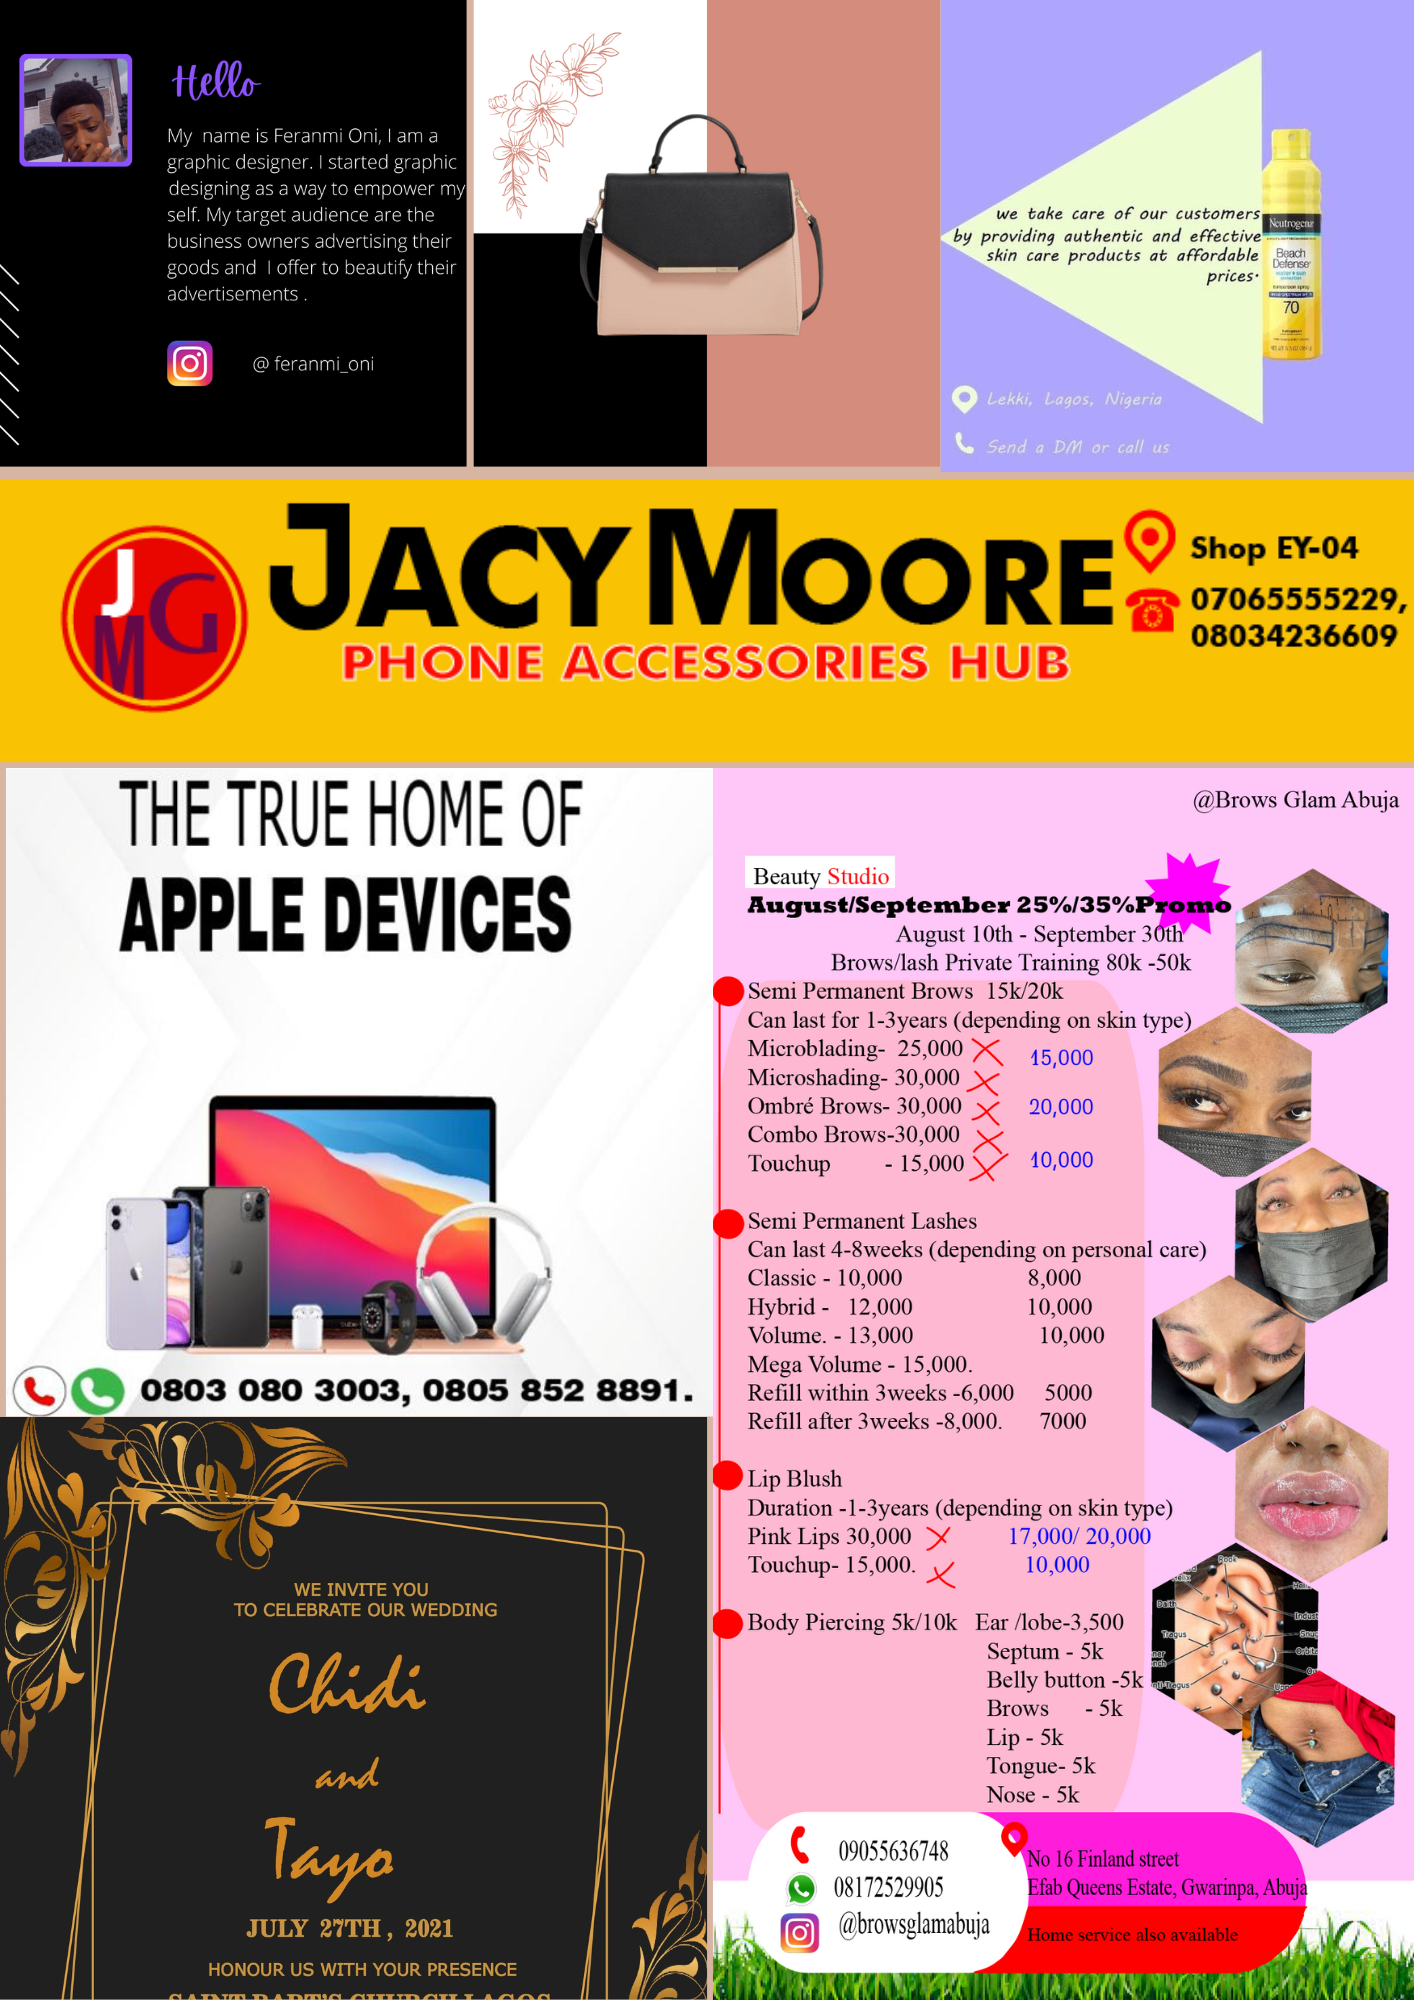 Hello
My name is Feranmi Oni, I am a
graphic designer. I started graphic
designing as a way to empower my
self. My target audience are the
business owners advertising their
goods and I offer to beautify their
advertisements .
@ feranmi_oni
we take care of our customers
by providing authentic and effective
skin care products at affordable
prices.
Neutrogena
Beach
Defense
70
Lekki, Lagos, Nigeria
Send a DM or call us
JMG
JACY MOORE
PHONE ACCESSORIES HUB
Shop EY-04
07065555229,
08034236609
THE TRUE HOME OF
APPLE DEVICES
0803 080 3003, 0805 852 8891.
WE INVITE YOU
TO CELEBRATE OUR WEDDING
Chidi
and
Tayo
JULY 27TH , 2021
HONOUR US WITH YOUR PRESENCE
SAINT BART'S CHURCH LAGOS
@Brows Glam Abuja
Beauty Studio
August/September 25%/35%Promo
August 10th - September 30th
Brows/lash Private Training 80k -50k
Semi Permanent Brows 15k/20k
Can last for 1-3years (depending on skin type)
Microblading- 25,000 15,000
Microshading- 30,000
Ombré Brows- 30,000 20,000
Combo Brows-30,000
Touchup - 15,000 10,000
Semi Permanent Lashes
Can last 4-8weeks (depending on personal care)
Classic - 10,000 8,000
Hybrid - 12,000 10,000
Volume. - 13,000 10,000
Mega Volume - 15,000.
Refill within 3weeks -6,000 5000
Refill after 3weeks -8,000. 7000
Lip Blush
Duration -1-3years (depending on skin type)
Pink Lips 30,000 17,000/ 20,000
Touchup- 15,000. 10,000
Rook
Daith
Tragus
Body Piercing 5k/10k Ear /lobe-3,500
Septum - 5k
Belly button -5k
Brows - 5k
Lip - 5k
Tongue- 5k
Nose - 5k
09055636748
08172529905
@browsglamabuja
No 16 Finland street
Efab Queens Estate, Gwarinpa, Abuja
Home service also available